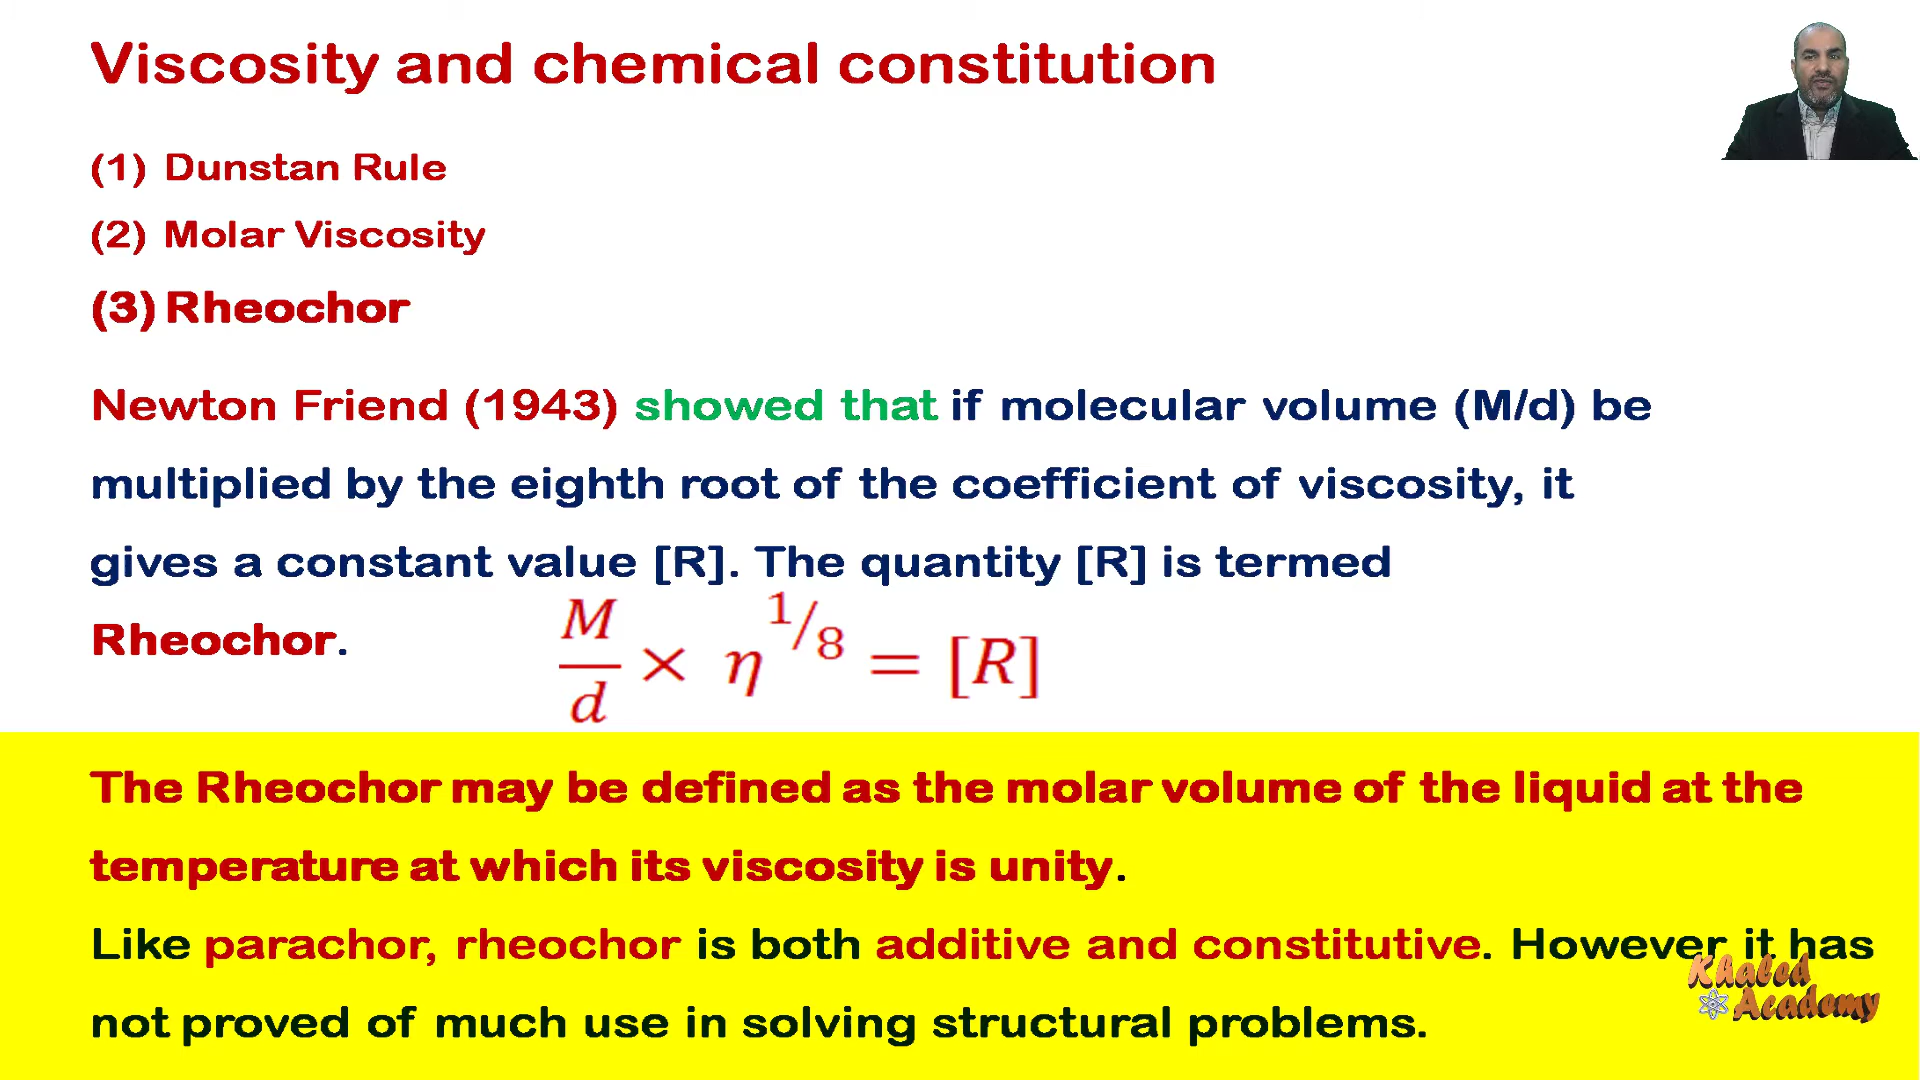 Viscosity and chemical constitution
(1) Dunstan Rule
(2) Molar Viscosity
(3) Rheochor
Newton Friend (1943) showed that if molecular volume (M/d) be
multiplied by the eighth root of the coefficient of viscosity, it
gives a constant value [R]. The quantity [R] is termed
Rheochor.
M/d × η^1/8 = [R]
The Rheochor may be defined as the molar volume of the liquid at the
temperature at which its viscosity is unity.
Like parachor, rheochor is both additive and constitutive. However it has
not proved of much use in solving structural problems.
Khaled
Academy